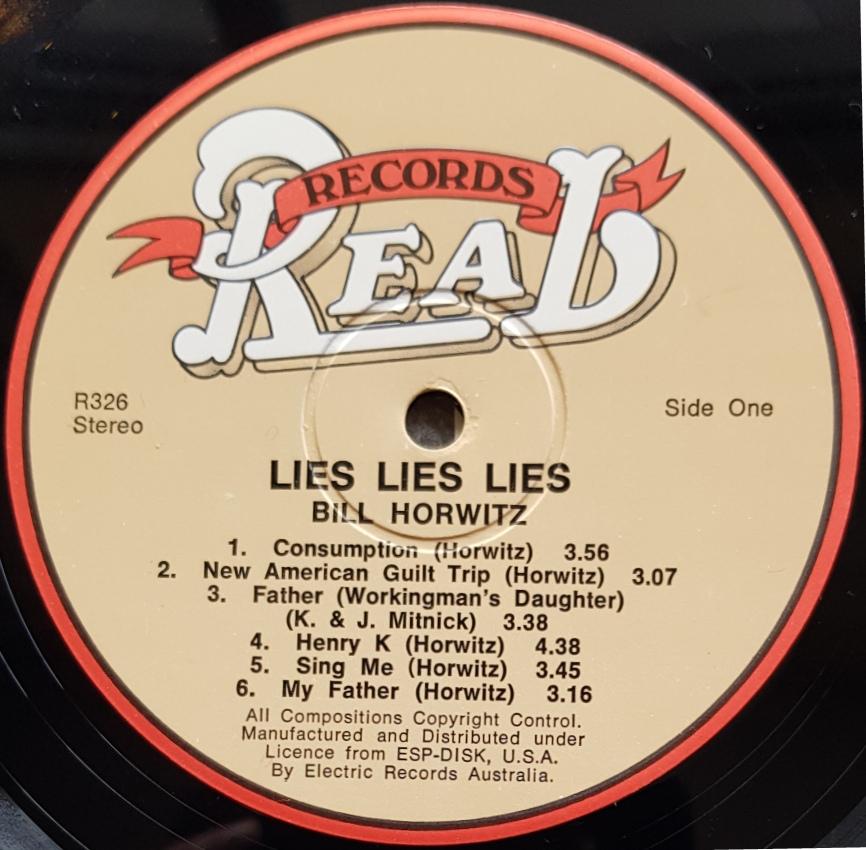 RECORDS
REAL
R326
Stereo
Side One
LIES LIES LIES
BILL HORWITZ
1. Consumption (Horwitz) 3.56
2. New American Guilt Trip (Horwitz) 3.07
3. Father (Workingman's Daughter)
(K. & J. Mitnick) 3.38
4. Henry K (Horwitz) 4.38
5. Sing Me (Horwitz) 3.45
6. My Father (Horwitz) 3.16
All Compositions Copyright Control.
Manufactured and Distributed under
Licence from ESP-DISK, U.S.A.
By Electric Records Australia.